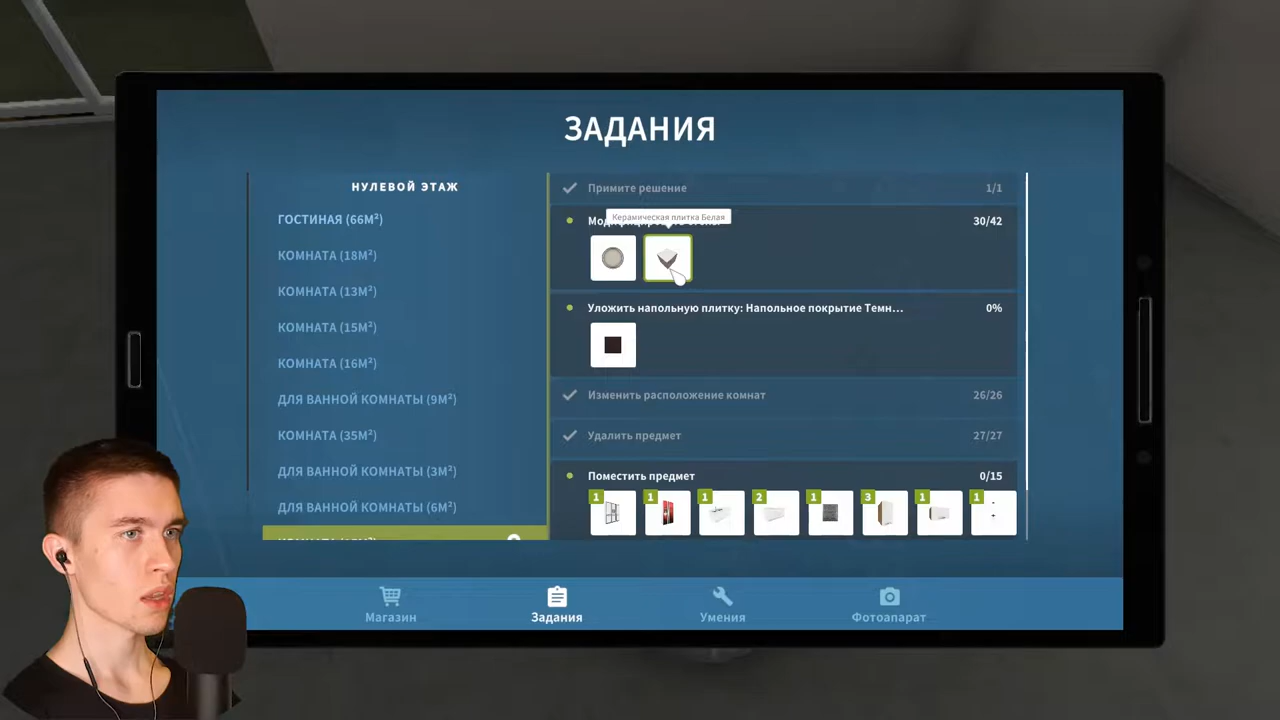 ЗАДАНИЯ
НУЛЕВОЙ ЭТАЖ
ГОСТИНАЯ (66М²)
КОМНАТА (18М²)
КОМНАТА (13М²)
КОМНАТА (15М²)
КОМНАТА (16М²)
ДЛЯ ВАННОЙ КОМНАТЫ (9М²)
КОМНАТА (35М²)
ДЛЯ ВАННОЙ КОМНАТЫ (3М²)
ДЛЯ ВАННОЙ КОМНАТЫ (6М²)
Примите решение 1/1
Керамическая плитка Белая
30/42
Уложить напольную плитку: Напольное покрытие Темн... 0%
Изменить расположение комнат 26/26
Удалить предмет 27/27
Поместить предмет 0/15
1 1 1 2 1 3 1 1
Магазин Задания Умения Фотоаппарат